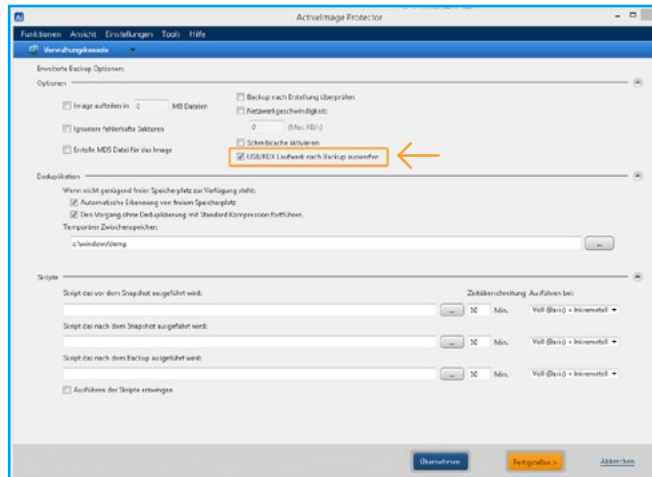 ActiveImage Protector
Funktionen Ansicht Einstellungen Tools Hilfe
Verwaltungskonsole
Erweiterte Backup Optionen:
Optionen
Image aufteilen in MB Dateien
Ignoriere fehlerhafte Sektoren
Erstelle MD5 Datei für das Image
Backup nach Erstellung überprüfen
Netzwerkgeschwindigkeit:
0 (Max. KB/s)
Schreibcache aktivieren
USB/RDX Laufwerk nach Backup auswerfen
Deduplikation
Wenn nicht genügend freier Speicherplatz zur Verfügung steht:
Automatische Erkennung von freiem Speicherplatz
Den Vorgang ohne Deduplizierung mit Standard Kompression fortführen.
Temporärer Zwischenspeicher:
c:\windows\temp
...
Skripte
Skript das vor dem Snapshot ausgeführt wird: Zeitüberschreitung Ausführen bei:
... 30 Min. Voll (Basis) + Inkrementell
Skript das nach dem Snapshot ausgeführt wird:
... 30 Min. Voll (Basis) + Inkrementell
Skript das nach dem Backup ausgeführt wird:
... 30 Min. Voll (Basis) + Inkrementell
Ausführen der Skripte erzwingen
Übernehmen Fertigstellen > Abbrechen